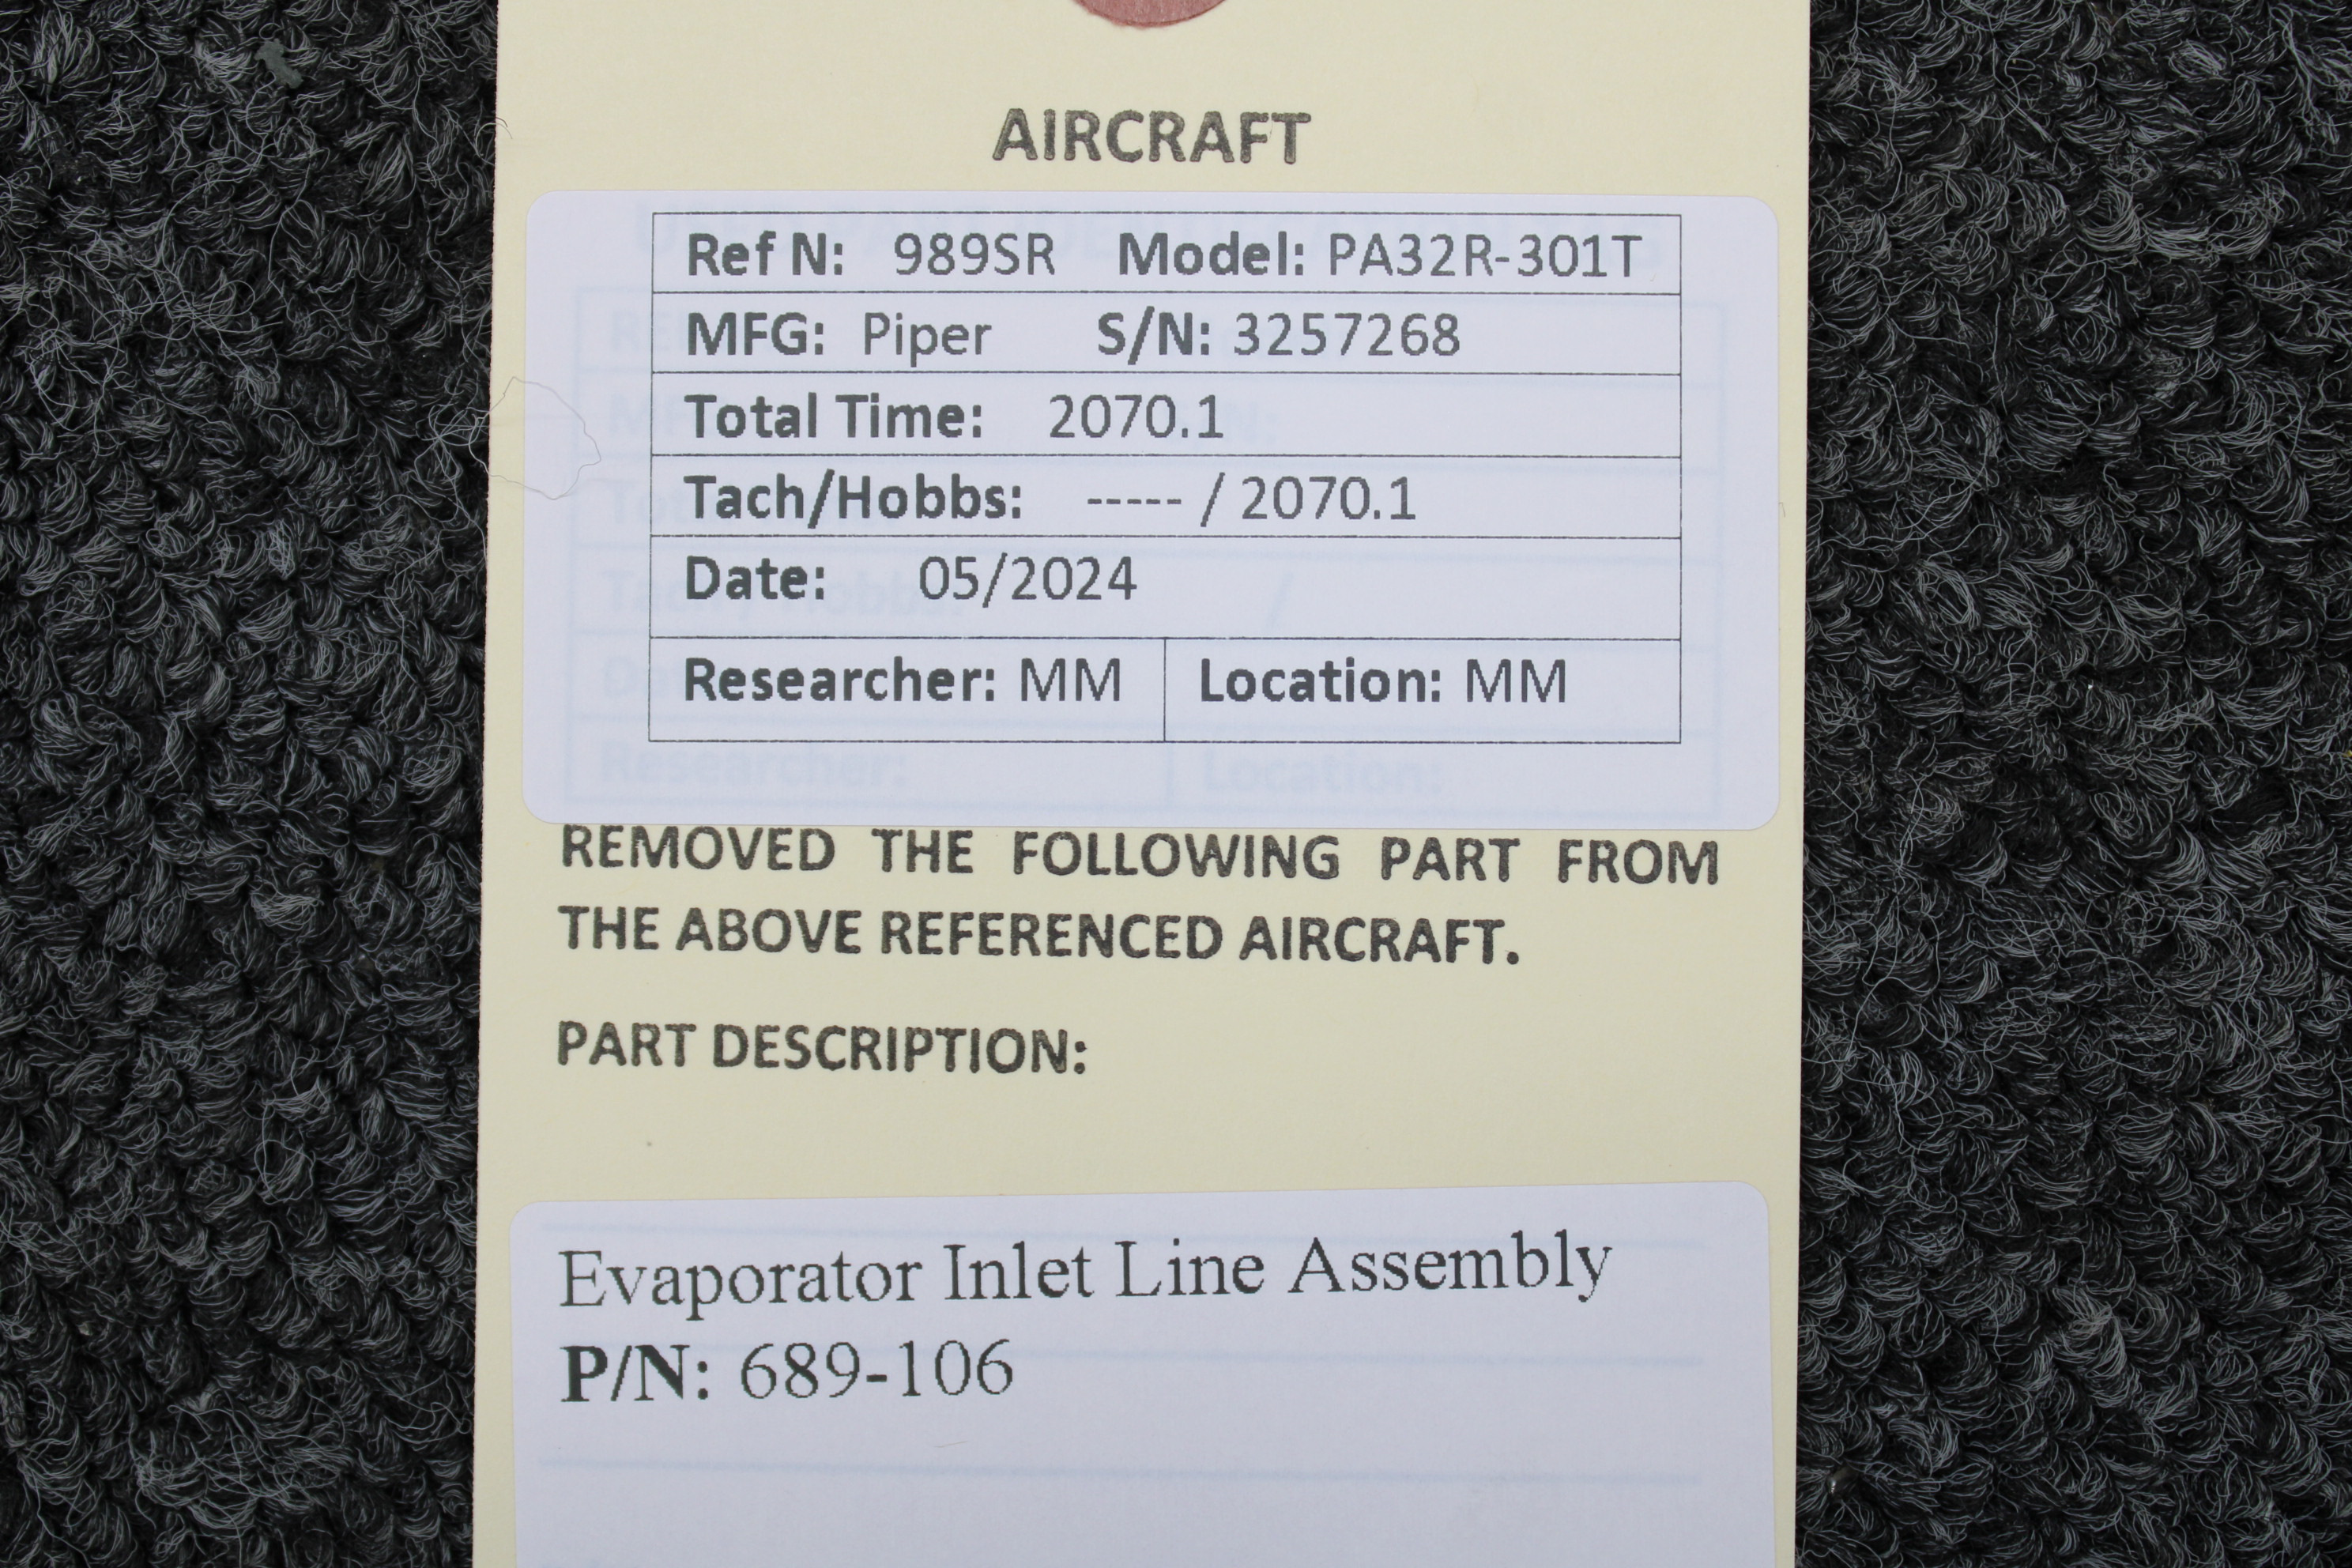 AIRCRAFT
Ref N: 989SR Model: PA32R-301T
MFG: Piper S/N: 3257268
Total Time: 2070.1
Tach/Hobbs: ----- / 2070.1
Date: 05/2024
Researcher: MM Location: MM
Researcher: Location:
REMOVED THE FOLLOWING PART FROM
THE ABOVE REFERENCED AIRCRAFT.
PART DESCRIPTION:
Evaporator Inlet Line Assembly
P/N: 689-106